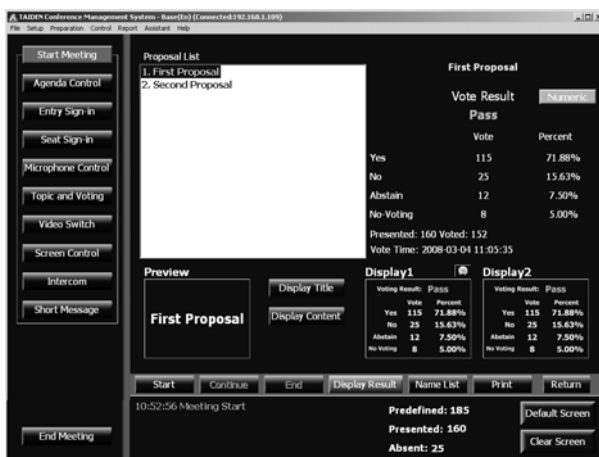 TAIDEN Conference Management System - Base(En) (Connected:192.168.1.109)
File Setup Preparation Control Report Assistant Help
Start Meeting
Agenda Control
Entry Sign-in
Seat Sign-in
Microphone Control
Topic and Voting
Video Switch
Screen Control
Intercom
Short Message
End Meeting
Proposal List
1. First Proposal
2. Second Proposal
First Proposal
Vote Result Numeric
Pass
Vote Percent
Yes 115 71.88%
No 25 15.63%
Abstain 12 7.50%
No-Voting 8 5.00%
Presented: 160 Voted: 152
Vote Time: 2008-03-04 11:05:35
Preview
First Proposal
Display Title
Display Content
Display1
Voting Result: Pass
Vote Percent
Yes 115 71.88%
No 25 15.63%
Abstain 12 7.50%
No Voting 8 5.00%
Display2
Voting Result: Pass
Vote Percent
Yes 115 71.88%
No 25 15.63%
Abstain 12 7.50%
No Voting 8 5.00%
Start Continue End Display Result Name List Print Return
10:52:56 Meeting Start
Predefined: 185
Presented: 160
Absent: 25
Default Screen
Clear Screen